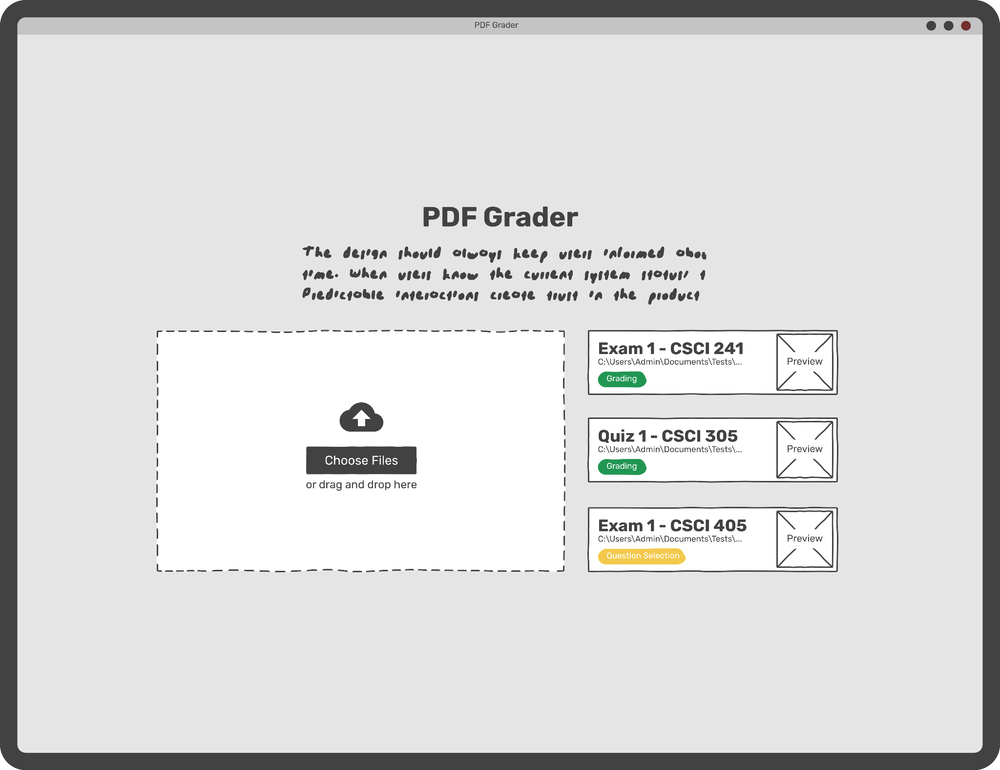 PDF Grader
PDF Grader
The design should always keep users informed abou
time. When users know the current system status t
Predictable interactions create trust in the product
Choose Files
or drag and drop here
Exam 1 - CSCI 241
C:\Users\Admin\Documents\Tests\...
Grading
Preview
Quiz 1 - CSCI 305
C:\Users\Admin\Documents\Tests\...
Grading
Preview
Exam 1 - CSCI 405
C:\Users\Admin\Documents\Tests\...
Question Selection
Preview